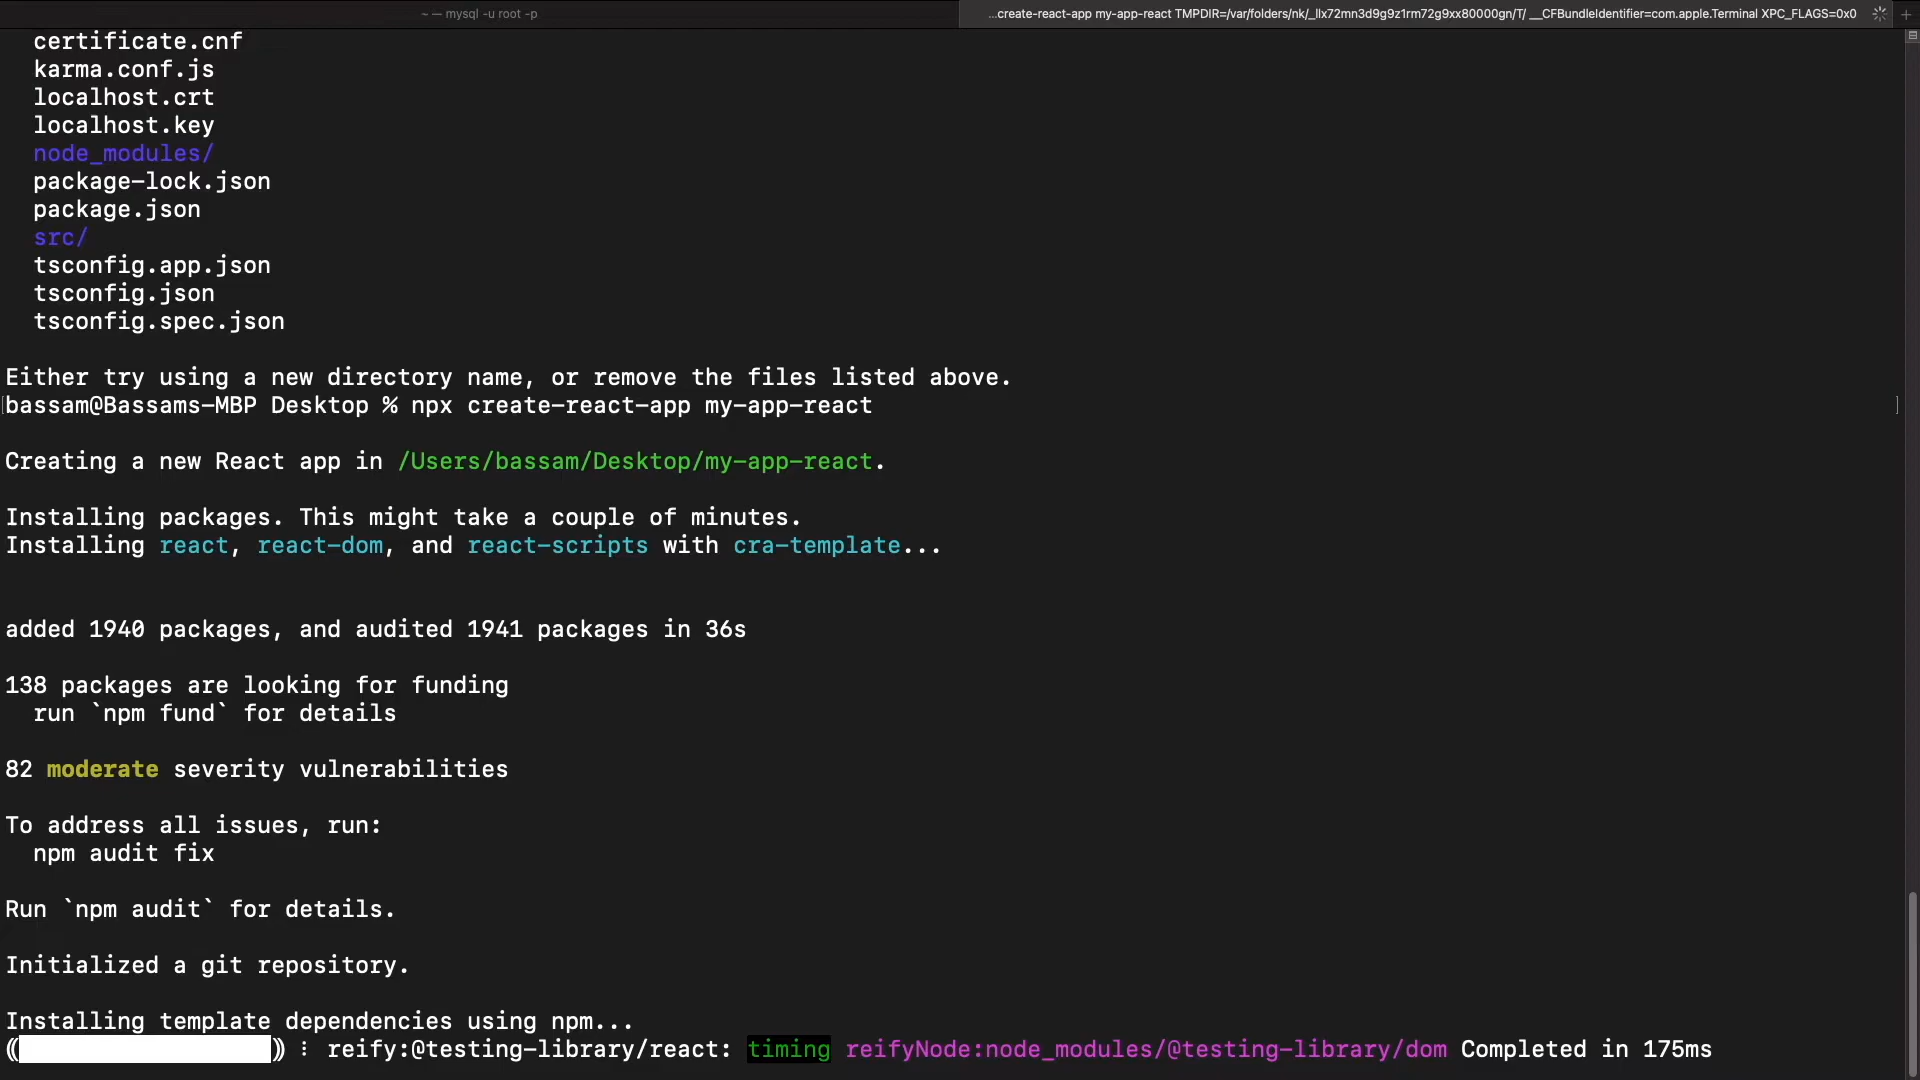 ~ — mysql -u root -p
...create-react-app my-app-react TMPDIR=/var/folders/nk/_llx72mn3d9g9z1rm72g9xx80000gn/T/ __CFBundleIdentifier=com.apple.Terminal XPC_FLAGS=0x0
certificate.cnf
karma.conf.js
localhost.crt
localhost.key
node_modules/
package-lock.json
package.json
src/
tsconfig.app.json
tsconfig.json
tsconfig.spec.json
Either try using a new directory name, or remove the files listed above.
bassam@Bassams-MBP Desktop % npx create-react-app my-app-react
Creating a new React app in /Users/bassam/Desktop/my-app-react.
Installing packages. This might take a couple of minutes.
Installing react, react-dom, and react-scripts with cra-template...
added 1940 packages, and audited 1941 packages in 36s
138 packages are looking for funding
run `npm fund` for details
82 moderate severity vulnerabilities
To address all issues, run:
npm audit fix
Run `npm audit` for details.
Initialized a git repository.
Installing template dependencies using npm...
⸨                  ⸩ ⠇ reify:@testing-library/react: timing reifyNode:node_modules/@testing-library/dom Completed in 175ms